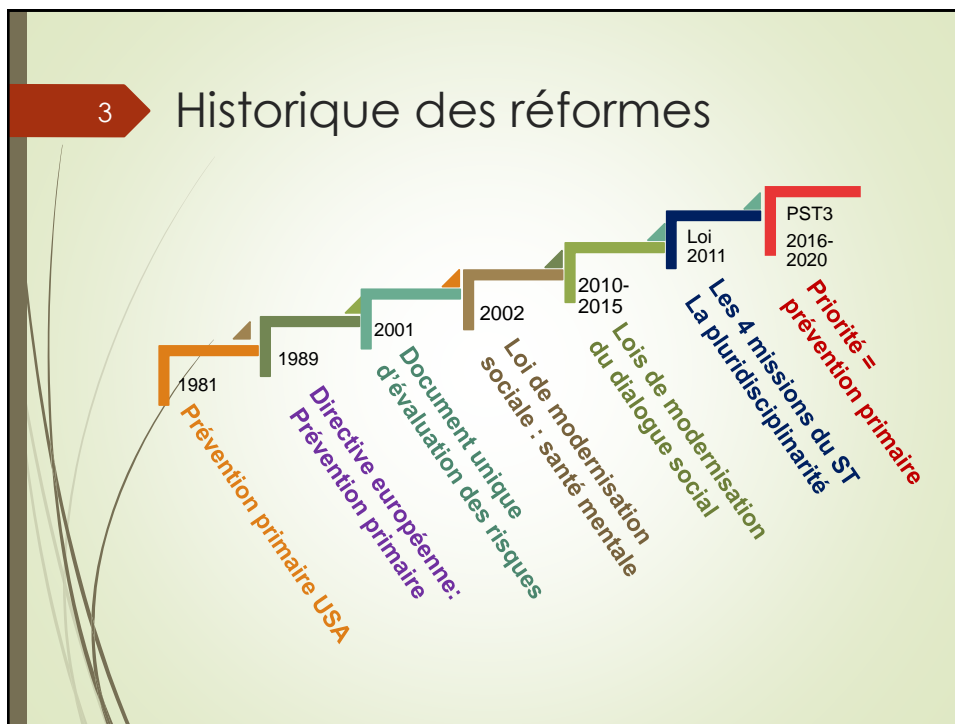 3
Historique des réformes
1981
Prévention primaire USA
1989
Directive européenne:
Prévention primaire
2001
Document unique
d’évaluation des risques
2002
Loi de modernisation
sociale : santé mentale
2010-
2015
Lois de modernisation
du dialogue social
Loi
2011
Les 4 missions du ST
La pluridisciplinarité
PST3
2016-
2020
Priorité =
prévention primaire